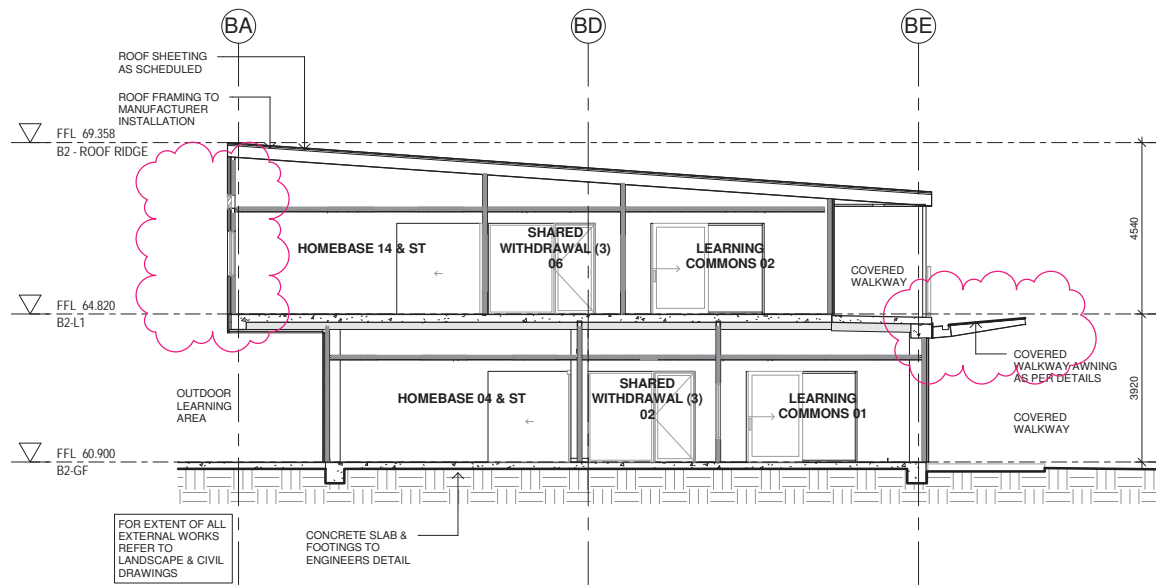 BA
BD
BE
ROOF SHEETING
AS SCHEDULED
ROOF FRAMING TO
MANUFACTURER
INSTALLATION
FFL 69.358
B2 - ROOF RIDGE
4540
HOMEBASE 14 & ST
SHARED
WITHDRAWAL (3)
06
LEARNING
COMMONS 02
COVERED
WALKWAY
FFL 64.820
B2-L1
COVERED
WALKWAY AWNING
AS PER DETAILS
3920
OUTDOOR
LEARNING
AREA
HOMEBASE 04 & ST
SHARED
WITHDRAWAL (3)
02
LEARNING
COMMONS 01
COVERED
WALKWAY
FFL 60.900
B2-GF
FOR EXTENT OF ALL
EXTERNAL WORKS
REFER TO
LANDSCAPE & CIVIL
DRAWINGS
CONCRETE SLAB &
FOOTINGS TO
ENGINEERS DETAIL